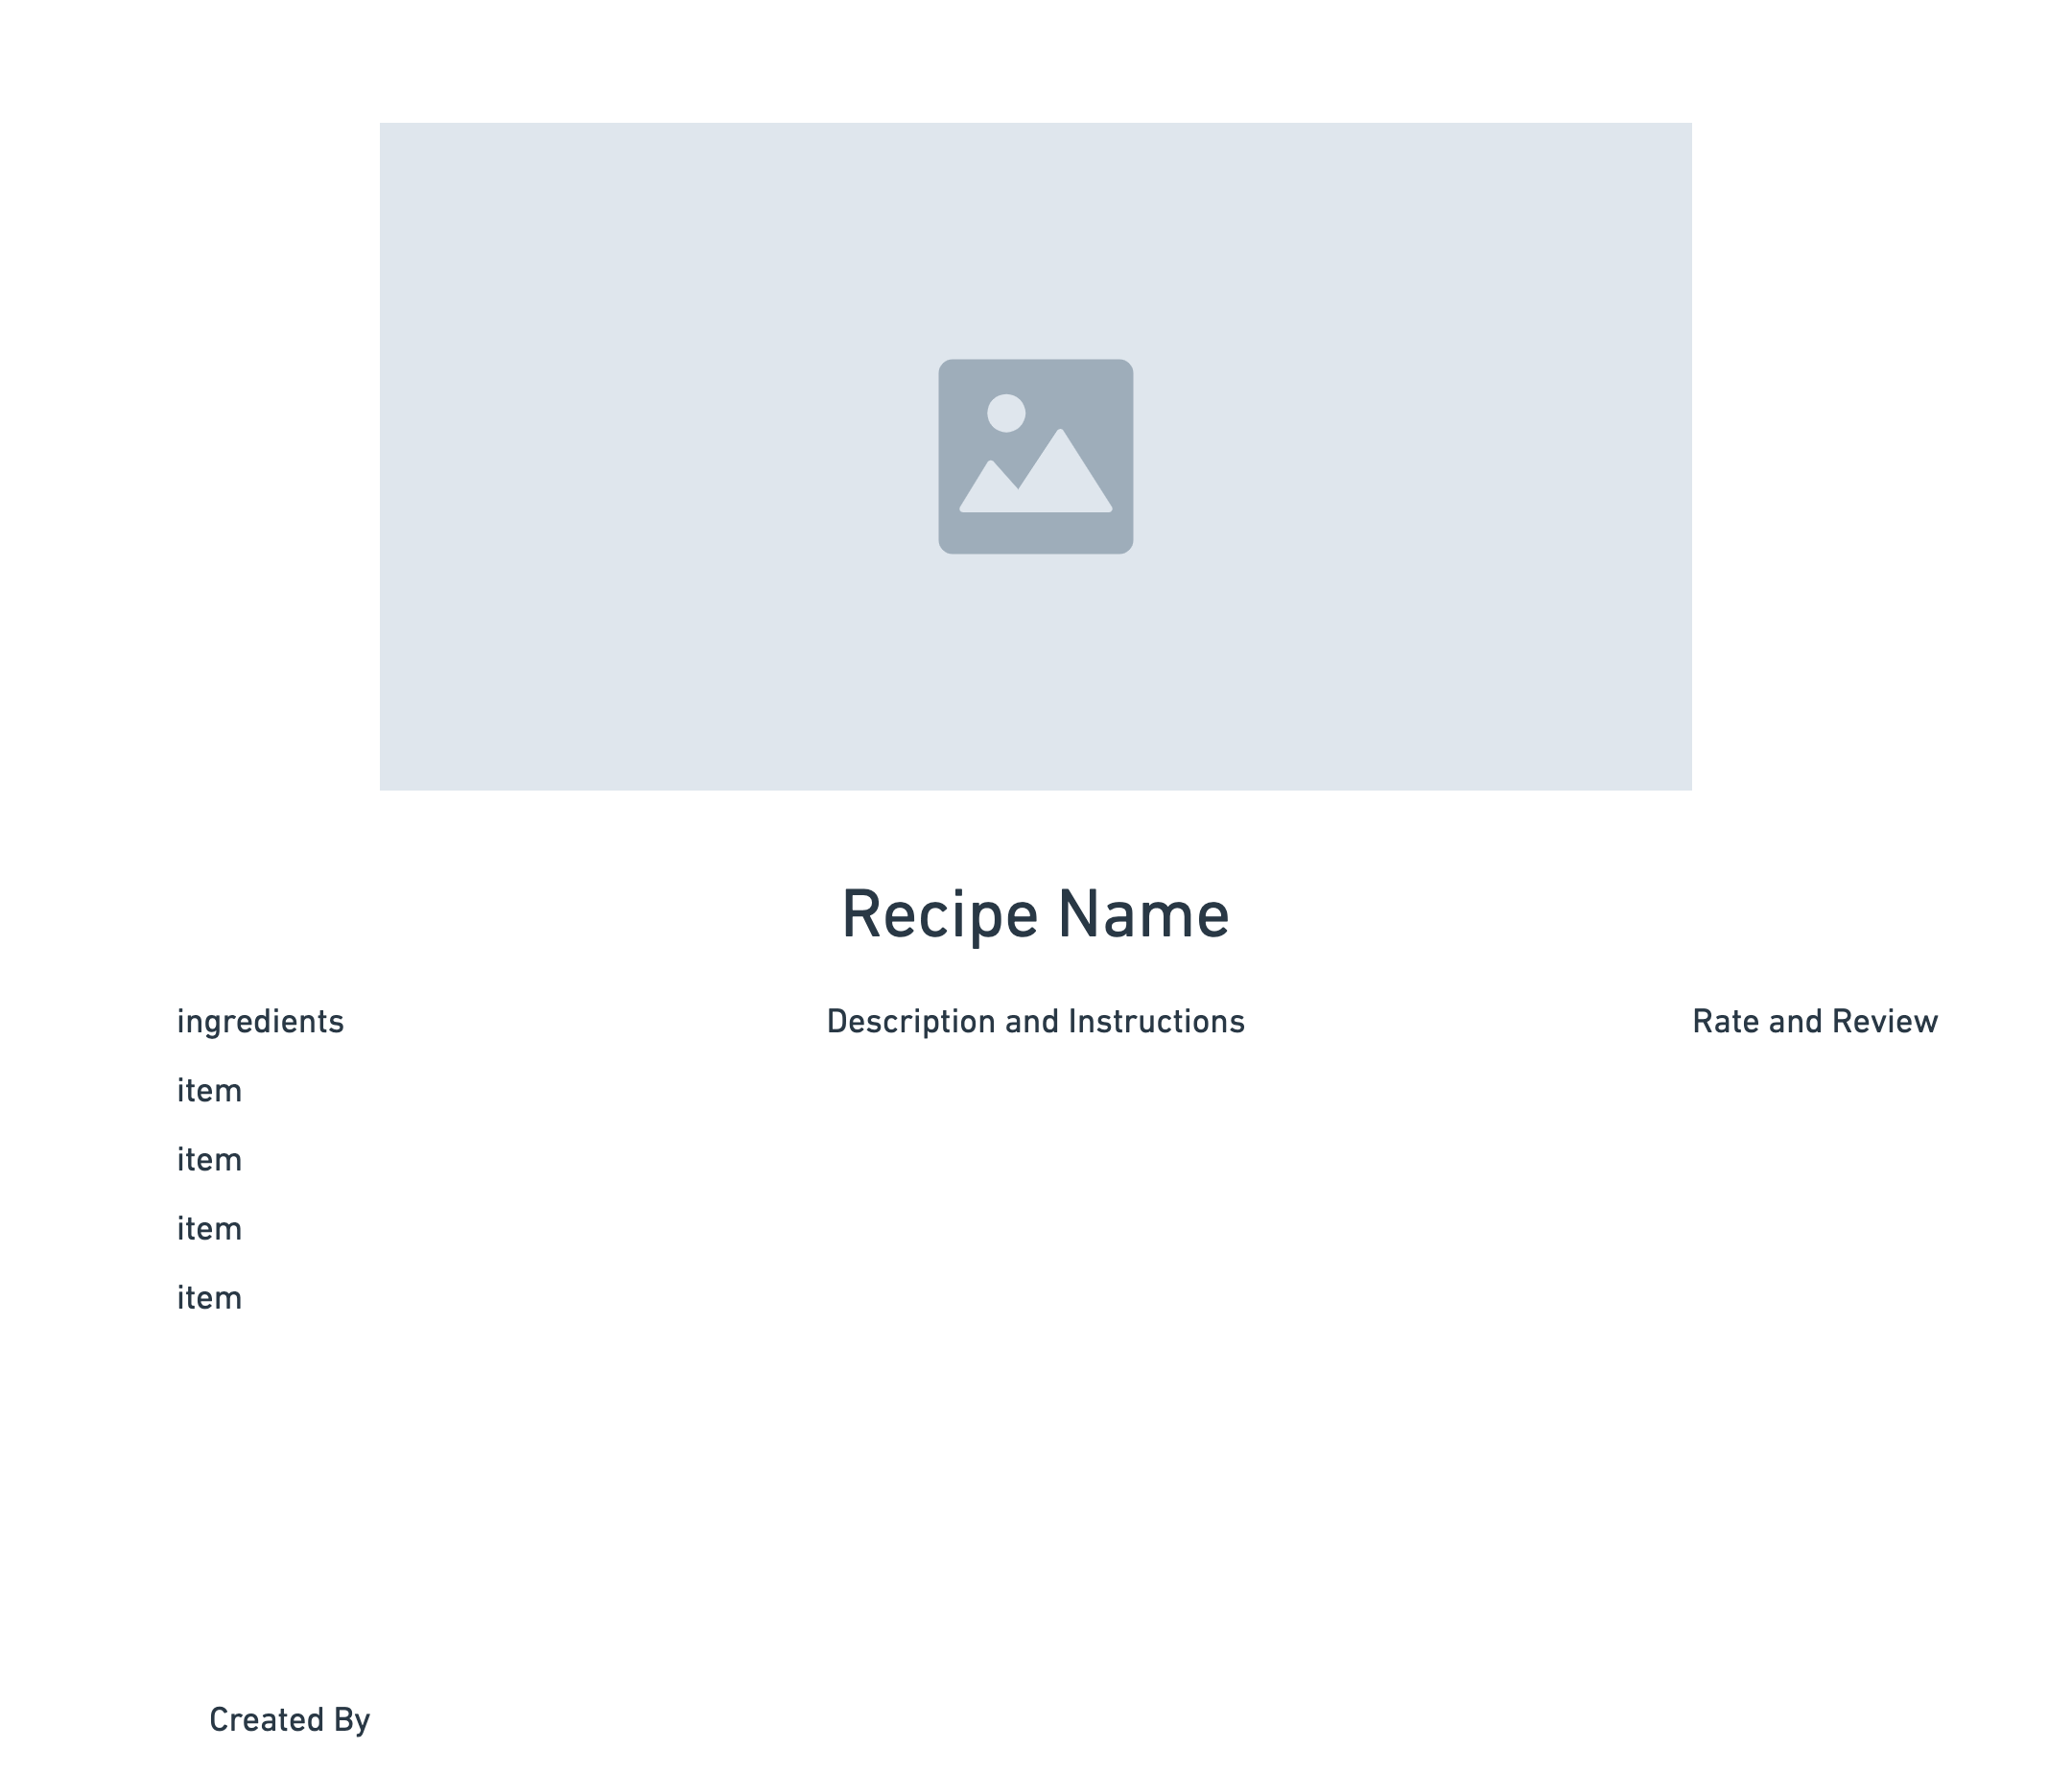 Recipe Name
ingredients
Description and Instructions
Rate and Review
item
item
item
item
Created By